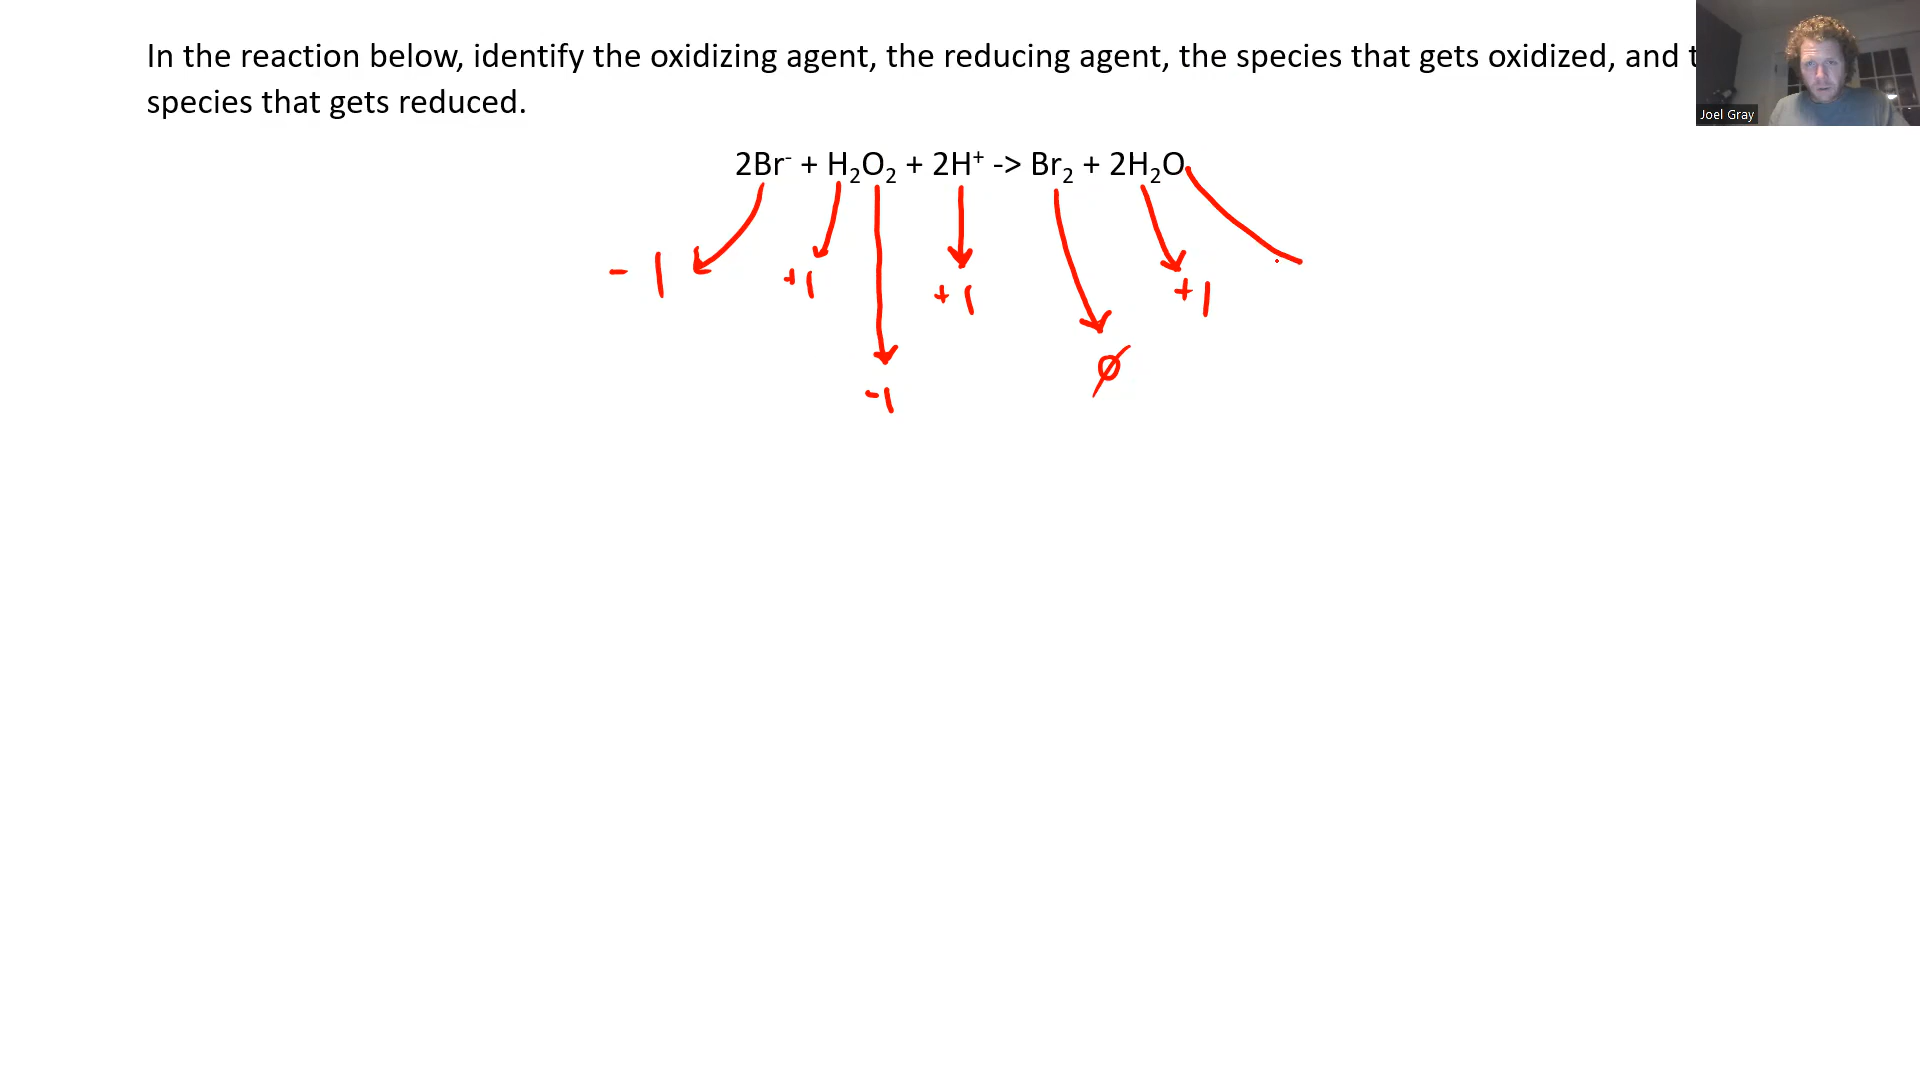 In the reaction below, identify the oxidizing agent, the reducing agent, the species that gets oxidized, and
species that gets reduced.
Joel Gray
2Br⁻ + H₂O₂ + 2H⁺ -> Br₂ + 2H₂O
- 1
+1
+1
+1
∅
-1